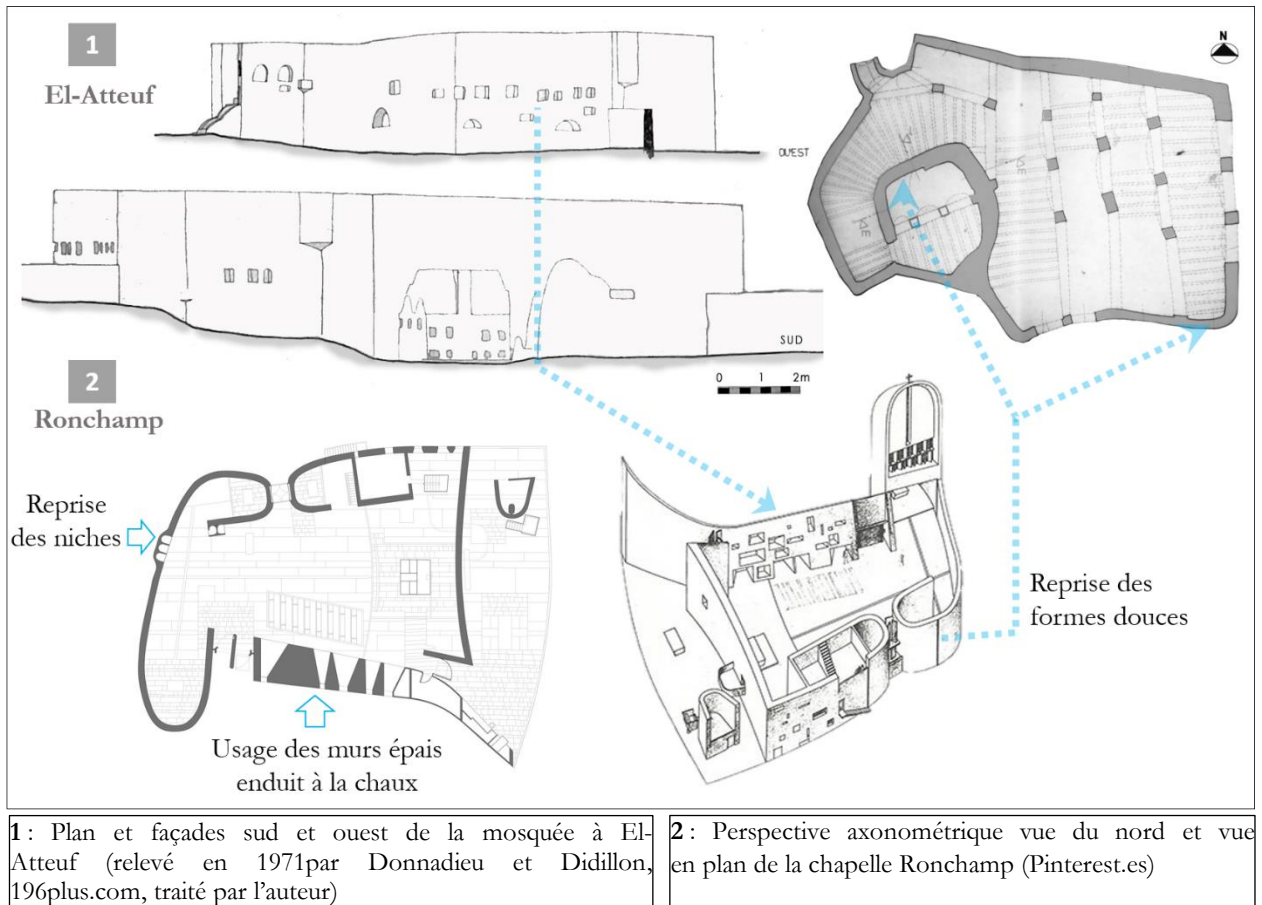 1
El-Atteuf
N
OUEST
SUD
0 1 2m
2
Ronchamp
Reprise
des niches
Usage des murs épais
enduit à la chaux
Reprise des
formes douces
1 : Plan et façades sud et ouest de la mosquée à El-
Atteuf (relevé en 1971par Donnadieu et Didillon,
196plus.com, traité par l'auteur)
2 : Perspective axonométrique vue du nord et vue
en plan de la chapelle Ronchamp (Pinterest.es)